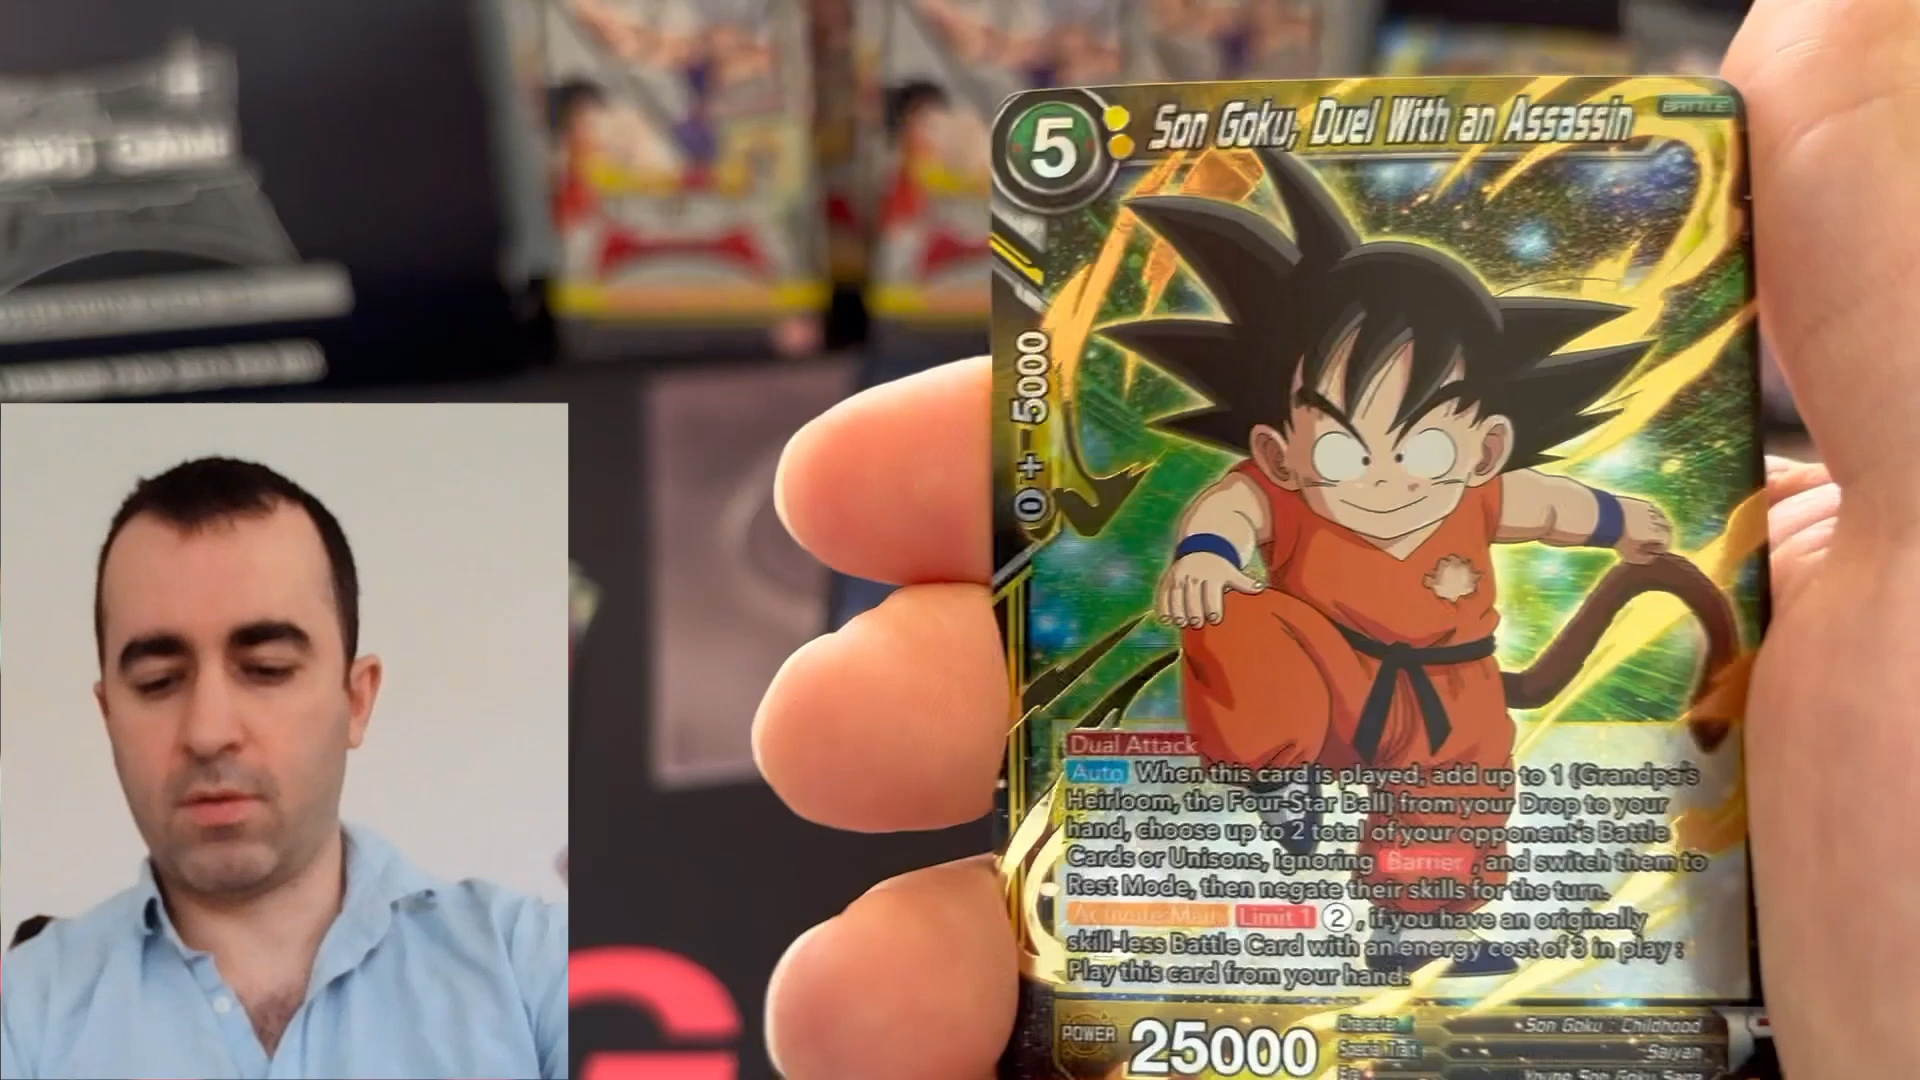 5
Son Goku, Duel With an Assassin
BATTLE
0 + 5000
Dual Attack
Auto When this card is played, add up to 1 {Grandpa's
Heirloom, the Four-Star Ball} from your Drop to your
hand, choose up to 2 total of your opponent's Battle
Cards or Unisons, ignoring Barrier, and switch them to
Rest Mode, then negate their skills for the turn.
Activate: Main Limit 1 ②, if you have an originally
skill-less Battle Card with an energy cost of 3 in play :
Play this card from your hand.
POWER 25000
Character Son Goku : Childhood
Special Trait Saiyan
Era Young Son Goku Saga
G